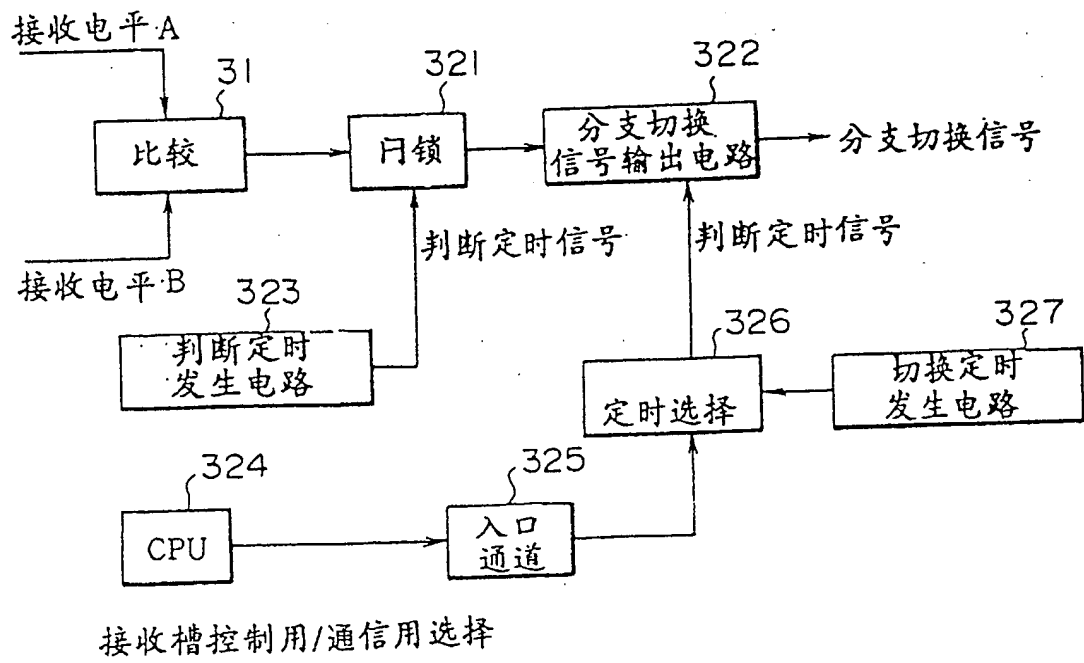 接收电平·A
31
321
322
比较
闩锁
分支切换
信号输出电路
分支切换信号
判断定时信号
判断定时信号
接收电平·B
323
326
327
判断定时
发生电路
定时选择
切换定时
发生电路
324
325
CPU
入口
通道
接收槽控制用/通信用选择